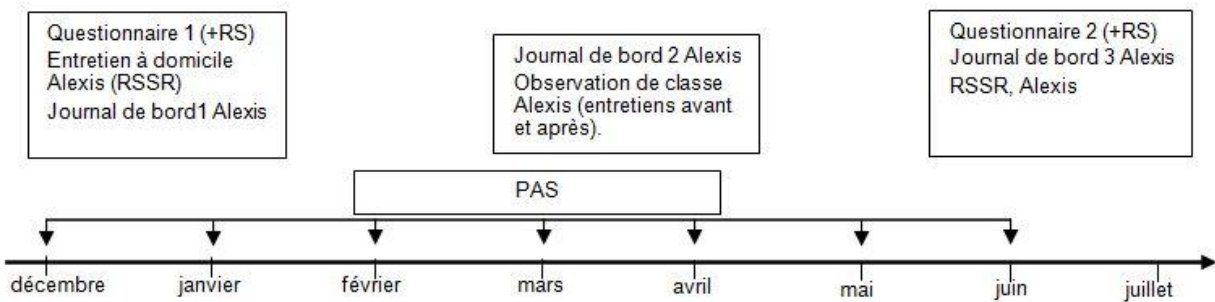 Questionnaire 1 (+RS)
Entretien à domicile
Alexis (RSSR)
Journal de bord1 Alexis
Journal de bord 2 Alexis
Observation de classe
Alexis (entretiens avant
et après).
Questionnaire 2 (+RS)
Journal de bord 3 Alexis
RSSR, Alexis
PAS
décembre
janvier
février
mars
avril
mai
juin
juillet